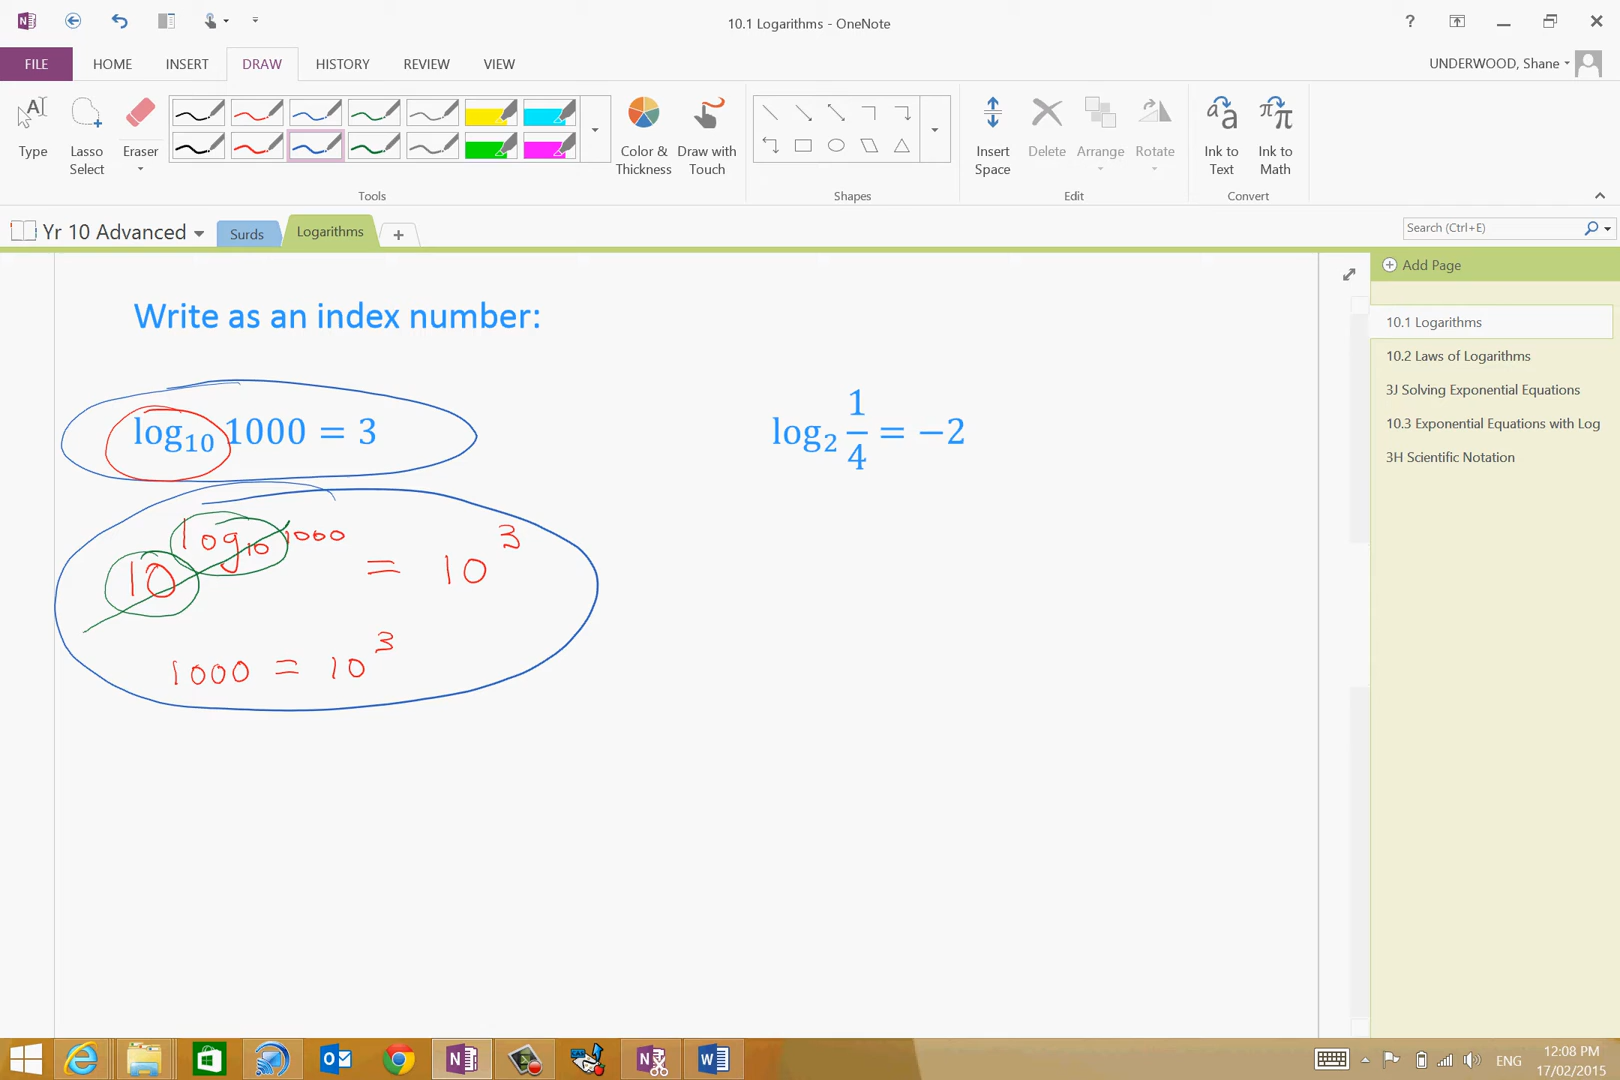 10.1 Logarithms - OneNote
FILE HOME INSERT DRAW HISTORY REVIEW VIEW
UNDERWOOD, Shane
Type
Lasso Select
Eraser
Color & Thickness
Draw with Touch
Insert Space
Delete
Arrange
Rotate
Ink to Text
Ink to Math
Tools
Shapes
Edit
Convert
Yr 10 Advanced
Surds
Logarithms
Search (Ctrl+E)
Add Page
10.1 Logarithms
10.2 Laws of Logarithms
3J Solving Exponential Equations
10.3 Exponential Equations with Log
3H Scientific Notation
Write as an index number:
log₁₀ 1000 = 3
log₂ 1/4 = −2
10^(log₁₀ 1000) = 10³
1000 = 10³
ENG
12:08 PM
17/02/2015